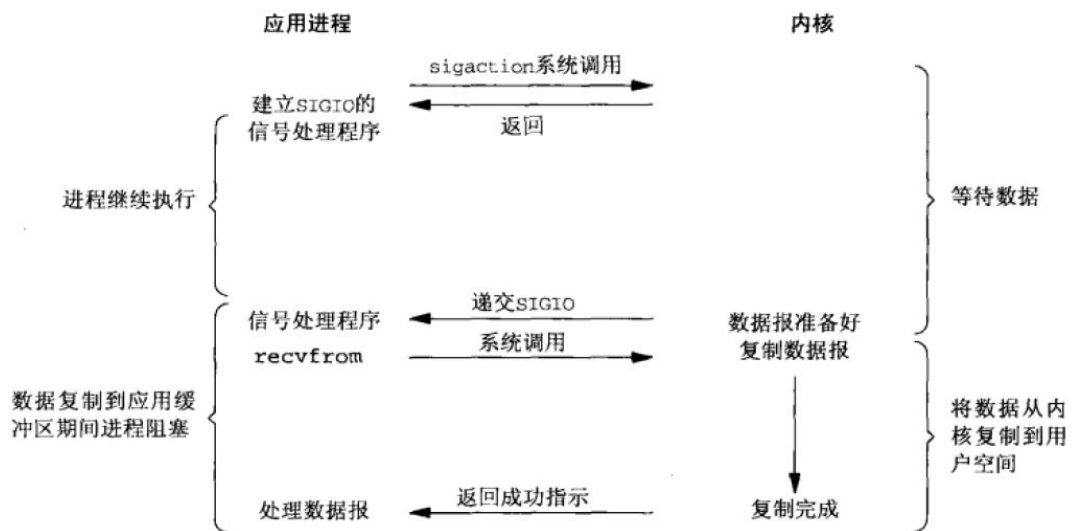 应用进程
内核
sigaction系统调用
建立SIGIO的
信号处理程序
返回
进程继续执行
等待数据
递交SIGIO
信号处理程序
数据报准备好
系统调用
recvfrom
复制数据报
数据复制到应用缓
冲区期间进程阻塞
将数据从内
核复制到用
户空间
返回成功指示
处理数据报
复制完成